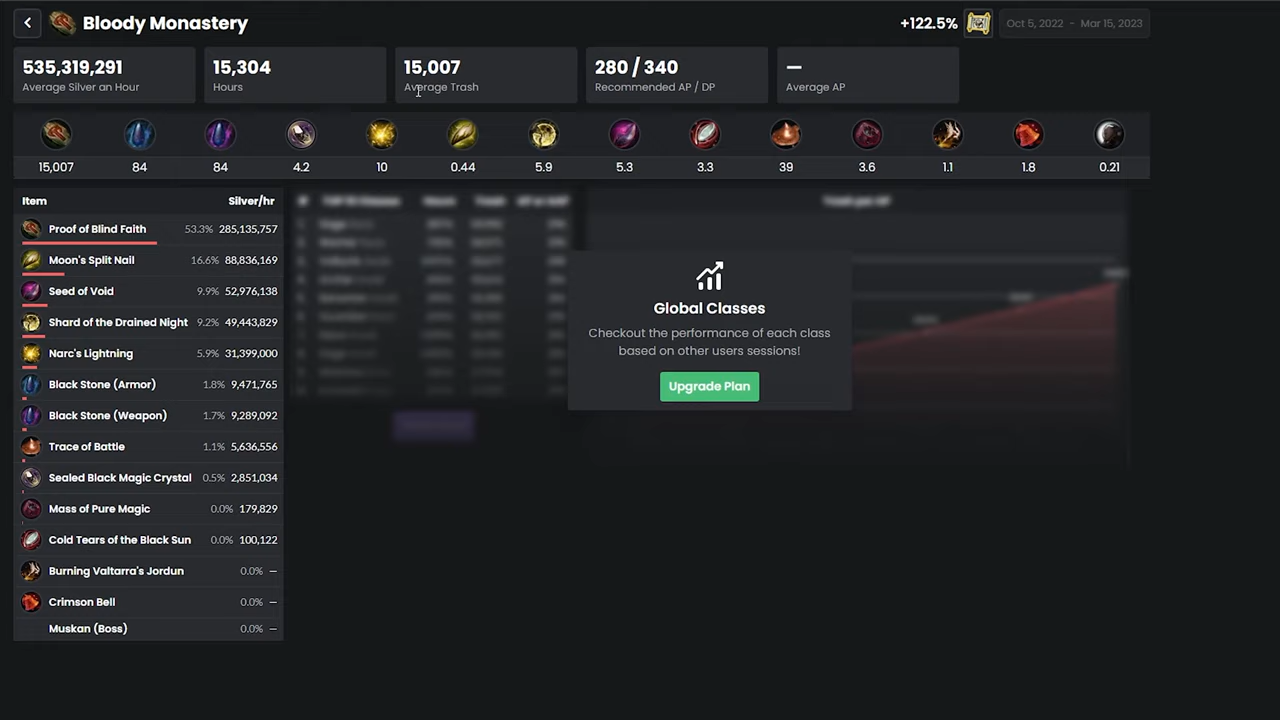 Bloody Monastery
+122.5%
Oct 5, 2022 - Mar 15, 2023
535,319,291
Average Silver an Hour
15,304
Hours
15,007
Average Trash
280 / 340
Recommended AP / DP
—
Average AP
15,007 84 84 4.2 10 0.44 5.9 5.3 3.3 39 3.6 1.1 1.8 0.21
Item Silver/hr
Proof of Blind Faith 53.3% 285,135,757
Moon's Split Nail 16.6% 88,836,169
Seed of Void 9.9% 52,976,138
Shard of the Drained Night 9.2% 49,443,829
Narc's Lightning 5.9% 31,399,000
Black Stone (Armor) 1.8% 9,471,765
Black Stone (Weapon) 1.7% 9,289,092
Trace of Battle 1.1% 5,636,556
Sealed Black Magic Crystal 0.5% 2,851,034
Mass of Pure Magic 0.0% 179,829
Cold Tears of the Black Sun 0.0% 100,122
Burning Valtarra's Jordun 0.0% —
Crimson Bell 0.0% —
Muskan (Boss) 0.0% —
Global Classes
Checkout the performance of each class
based on other users sessions!
Upgrade Plan